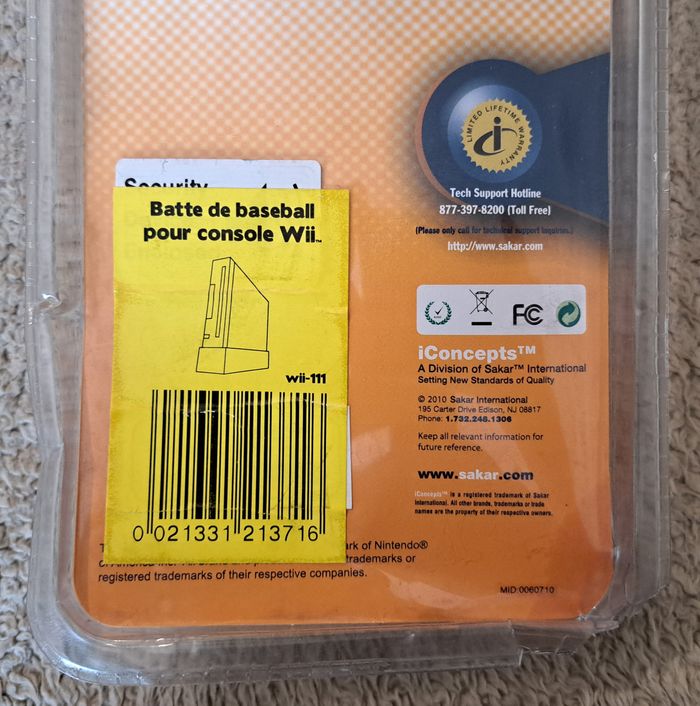 LIMITED LIFETIME WARRANTY
Tech Support Hotline
877-397-8200 (Toll Free)
(Please only call for technical support inquiries.)
http://www.sakar.com
Security
Batte de baseball
pour console Wii™
wii-111
0 021331 213716
FC
iConcepts™
A Division of Sakar™ International
Setting New Standards of Quality
© 2010 Sakar International
195 Carter Drive Edison, NJ 08817
Phone: 1.732.248.1306
Keep all relevant information for
future reference.
www.sakar.com
iConcepts™ is a registered trademark of Sakar
International. All other brands, trademarks or trade
names are the property of their respective owners.
ark of Nintendo®
trademarks or
registered trademarks of their respective companies.
MID:0060710